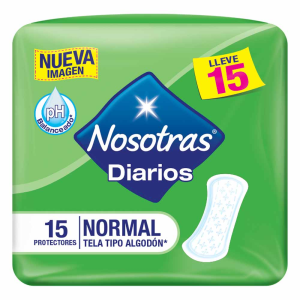 NUEVA
IMAGEN
LLEVE
15
pH
Balanceado*
Nosotras
Diarios
15
PROTECTORES
NORMAL
TELA TIPO ALGODÓN*